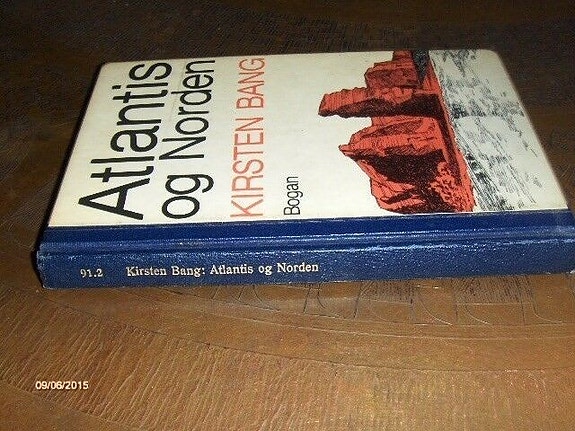 Atlantis
og Norden
KIRSTEN BANG
Bogan
91.2 Kirsten Bang: Atlantis og Norden
09/06/2015